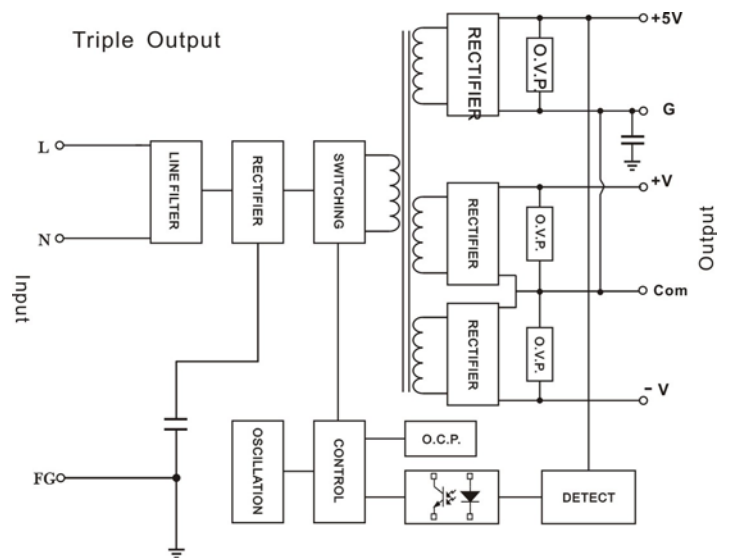 Triple Output
+5V
RECTIFIER
O.V.P.
G
L
LINE FILTER
RECTIFIER
SWITCHING
+V
RECTIFIER
O.V.P.
Output
N
Input
Com
RECTIFIER
O.V.P.
- V
OSCILLATION
CONTROL
O.C.P.
FG
DETECT